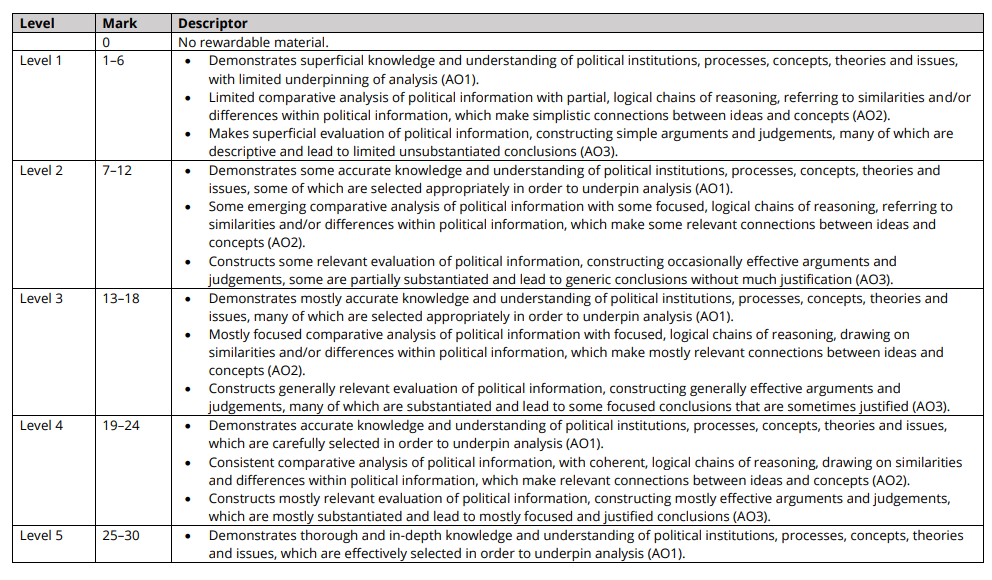 Level Mark Descriptor
0 No rewardable material.
Level 1 1–6 • Demonstrates superficial knowledge and understanding of political institutions, processes, concepts, theories and issues,
with limited underpinning of analysis (AO1).
• Limited comparative analysis of political information with partial, logical chains of reasoning, referring to similarities and/or
differences within political information, which make simplistic connections between ideas and concepts (AO2).
• Makes superficial evaluation of political information, constructing simple arguments and judgements, many of which are
descriptive and lead to limited unsubstantiated conclusions (AO3).
Level 2 7–12 • Demonstrates some accurate knowledge and understanding of political institutions, processes, concepts, theories and
issues, some of which are selected appropriately in order to underpin analysis (AO1).
• Some emerging comparative analysis of political information with some focused, logical chains of reasoning, referring to
similarities and/or differences within political information, which make some relevant connections between ideas and
concepts (AO2).
• Constructs some relevant evaluation of political information, constructing occasionally effective arguments and
judgements, some are partially substantiated and lead to generic conclusions without much justification (AO3).
Level 3 13–18 • Demonstrates mostly accurate knowledge and understanding of political institutions, processes, concepts, theories and
issues, many of which are selected appropriately in order to underpin analysis (AO1).
• Mostly focused comparative analysis of political information with focused, logical chains of reasoning, drawing on
similarities and/or differences within political information, which make mostly relevant connections between ideas and
concepts (AO2).
• Constructs generally relevant evaluation of political information, constructing generally effective arguments and
judgements, many of which are substantiated and lead to some focused conclusions that are sometimes justified (AO3).
Level 4 19–24 • Demonstrates accurate knowledge and understanding of political institutions, processes, concepts, theories and issues,
which are carefully selected in order to underpin analysis (AO1).
• Consistent comparative analysis of political information, with coherent, logical chains of reasoning, drawing on similarities
and differences within political information, which make relevant connections between ideas and concepts (AO2).
• Constructs mostly relevant evaluation of political information, constructing mostly effective arguments and judgements,
which are mostly substantiated and lead to mostly focused and justified conclusions (AO3).
Level 5 25–30 • Demonstrates thorough and in-depth knowledge and understanding of political institutions, processes, concepts, theories
and issues, which are effectively selected in order to underpin analysis (AO1).